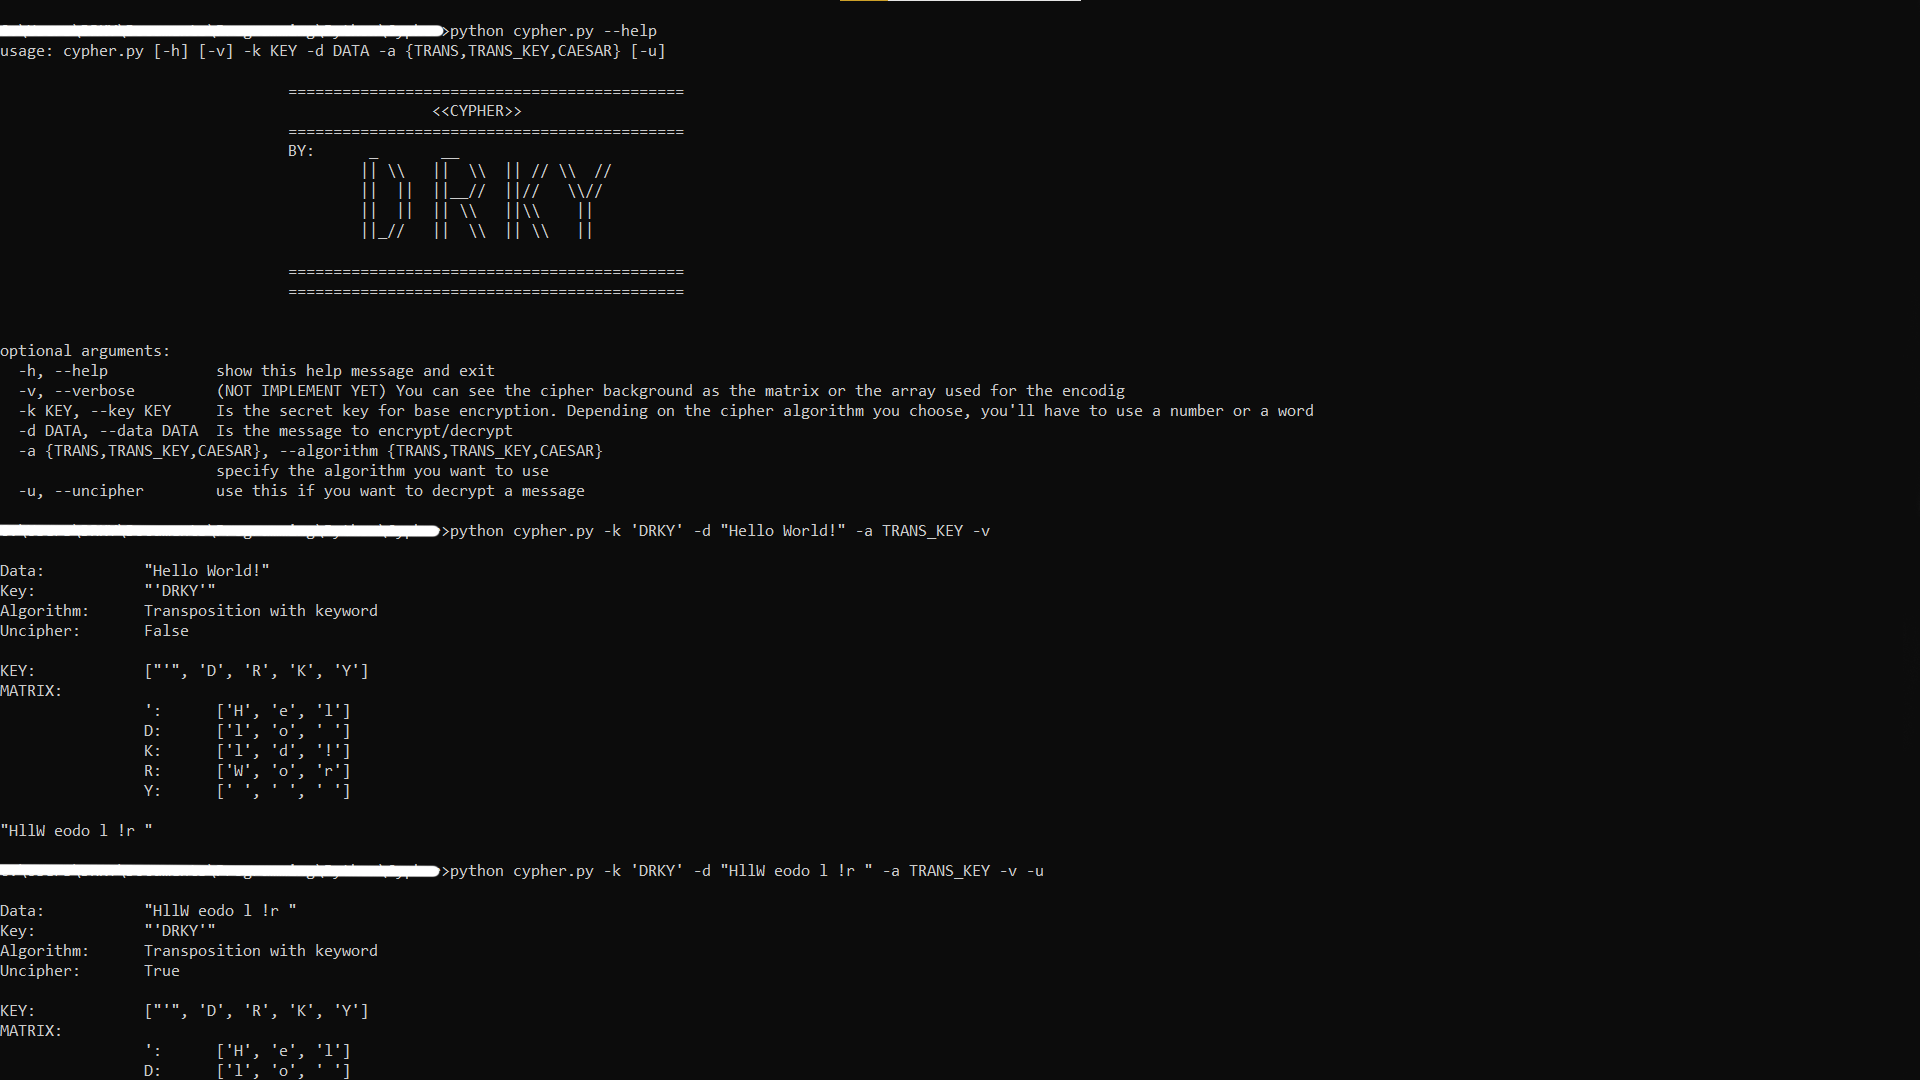 >python cypher.py --help
usage: cypher.py [-h] [-v] -k KEY -d DATA -a {TRANS,TRANS_KEY,CAESAR} [-u]
============================================
<<CYPHER>>
============================================
BY:      _       __
|| \\   ||  \\  || // \\  //
||  ||  ||__//  ||//   \\//
||  ||  || \\   ||\\    ||
||_//   ||  \\  || \\   ||
============================================
============================================
optional arguments:
-h, --help            show this help message and exit
-v, --verbose         (NOT IMPLEMENT YET) You can see the cipher background as the matrix or the array used for the encodig
-k KEY, --key KEY     Is the secret key for base encryption. Depending on the cipher algorithm you choose, you'll have to use a number or a word
-d DATA, --data DATA  Is the message to encrypt/decrypt
-a {TRANS,TRANS_KEY,CAESAR}, --algorithm {TRANS,TRANS_KEY,CAESAR}
specify the algorithm you want to use
-u, --uncipher        use this if you want to decrypt a message
>python cypher.py -k 'DRKY' -d "Hello World!" -a TRANS_KEY -v
Data:           "Hello World!"
Key:            "'DRKY'"
Algorithm:      Transposition with keyword
Uncipher:       False
KEY:            ["'", 'D', 'R', 'K', 'Y']
MATRIX:
':      ['H', 'e', 'l']
D:      ['l', 'o', ' ']
K:      ['l', 'd', '!']
R:      ['W', 'o', 'r']
Y:      [' ', ' ', ' ']
"HllW eodo l !r "
>python cypher.py -k 'DRKY' -d "HllW eodo l !r " -a TRANS_KEY -v -u
Data:           "HllW eodo l !r "
Key:            "'DRKY'"
Algorithm:      Transposition with keyword
Uncipher:       True
KEY:            ["'", 'D', 'R', 'K', 'Y']
MATRIX:
':      ['H', 'e', 'l']
D:      ['l', 'o', ' ']